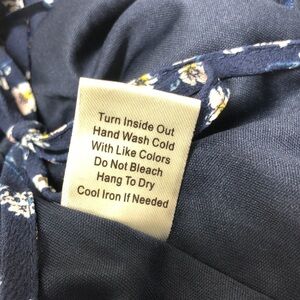 Turn Inside Out
Hand Wash Cold
With Like Colors
Do Not Bleach
Hang To Dry
Cool Iron If Needed